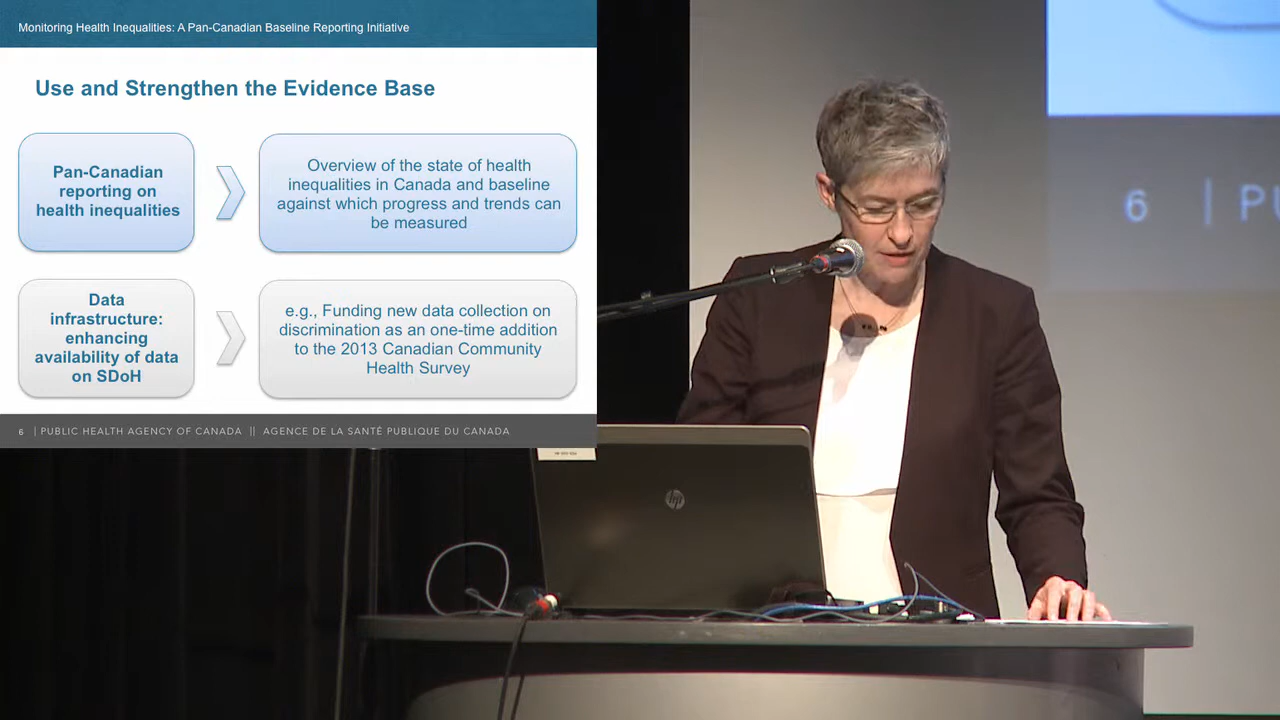 Monitoring Health Inequalities: A Pan-Canadian Baseline Reporting Initiative
Use and Strengthen the Evidence Base
Pan-Canadian
reporting on
health inequalities
Overview of the state of health
inequalities in Canada and baseline
against which progress and trends can
be measured
Data
infrastructure:
enhancing
availability of data
on SDoH
e.g., Funding new data collection on
discrimination as an one-time addition
to the 2013 Canadian Community
Health Survey
6 | PUBLIC HEALTH AGENCY OF CANADA || AGENCE DE LA SANTÉ PUBLIQUE DU CANADA
6 | PU
hp